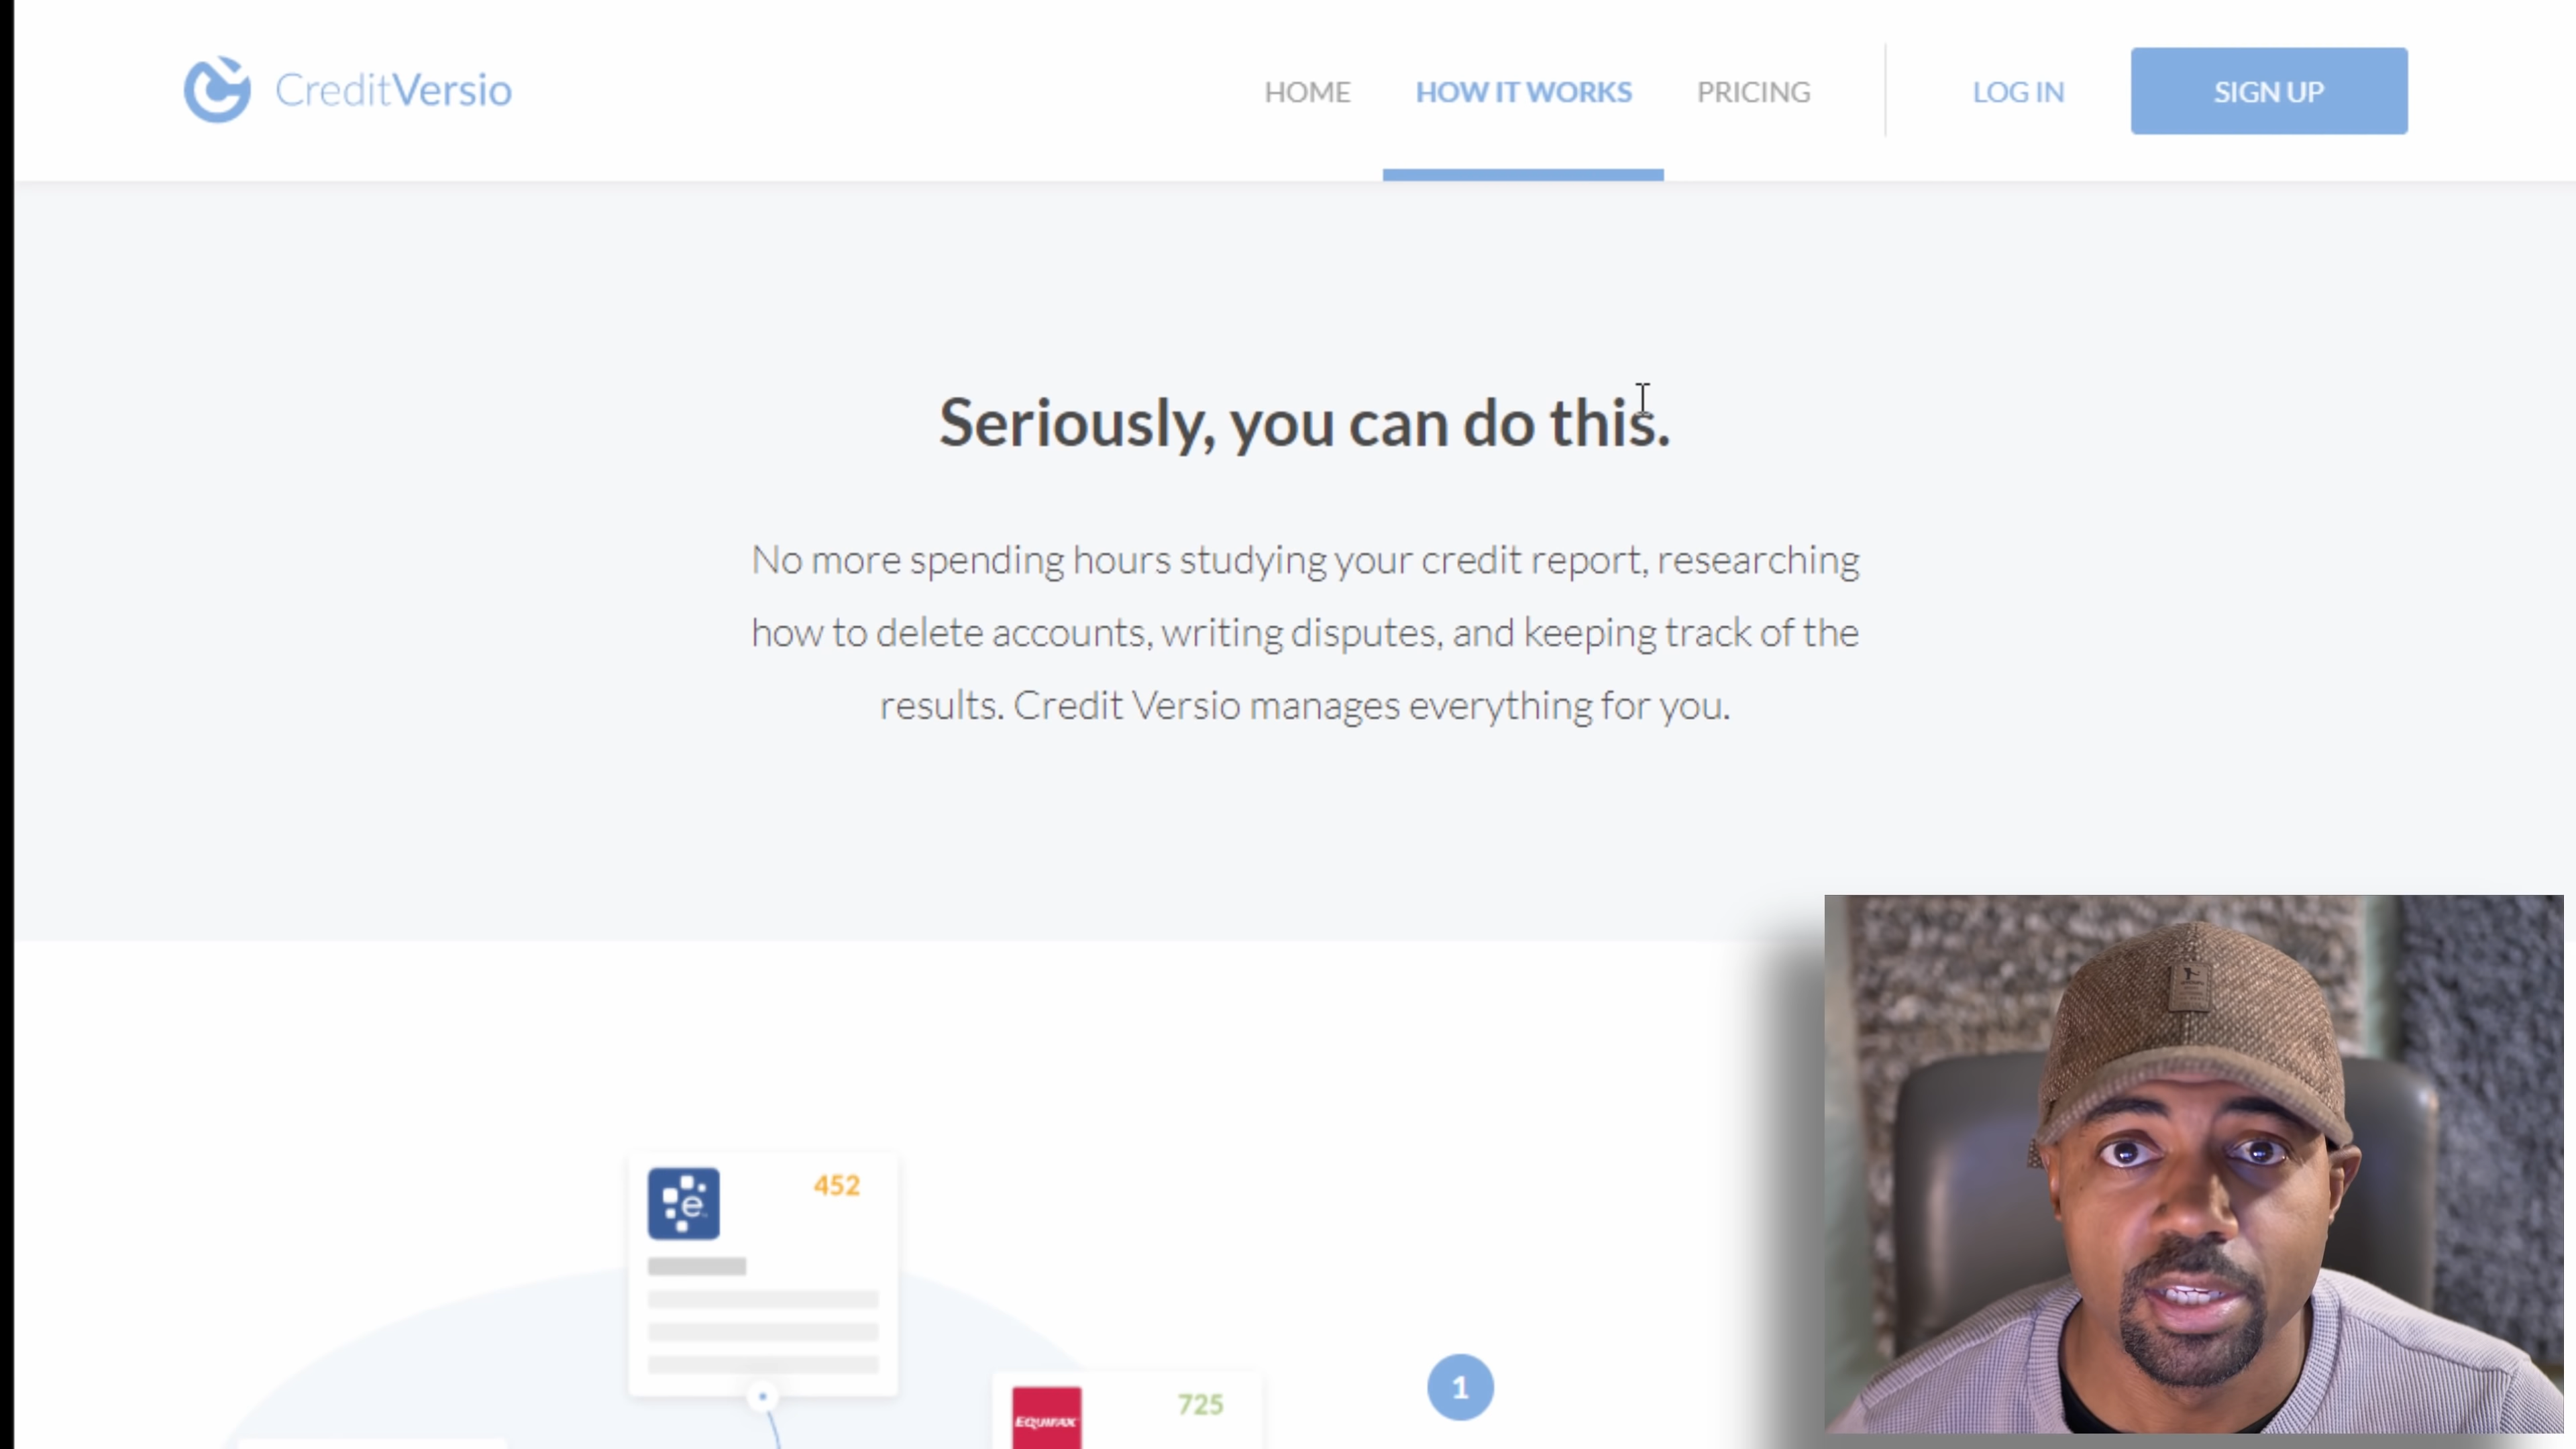 CreditVersio
HOME
HOW IT WORKS
PRICING
LOG IN
SIGN UP
Seriously, you can do this.
No more spending hours studying your credit report, researching
how to delete accounts, writing disputes, and keeping track of the
results. Credit Versio manages everything for you.
452
e
725
EQUIFAX
1